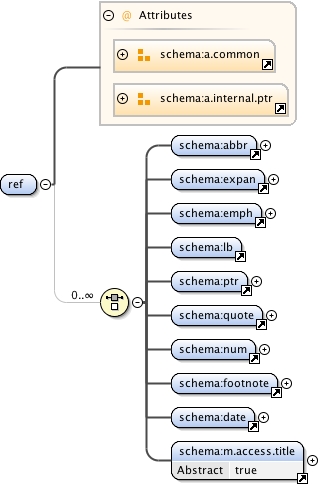 @ Attributes
schema:a.common
schema:a.internal.ptr
ref
0..∞
schema:abbr
schema:expan
schema:emph
schema:lb
schema:ptr
schema:quote
schema:num
schema:footnote
schema:date
schema:m.access.title
Abstract true